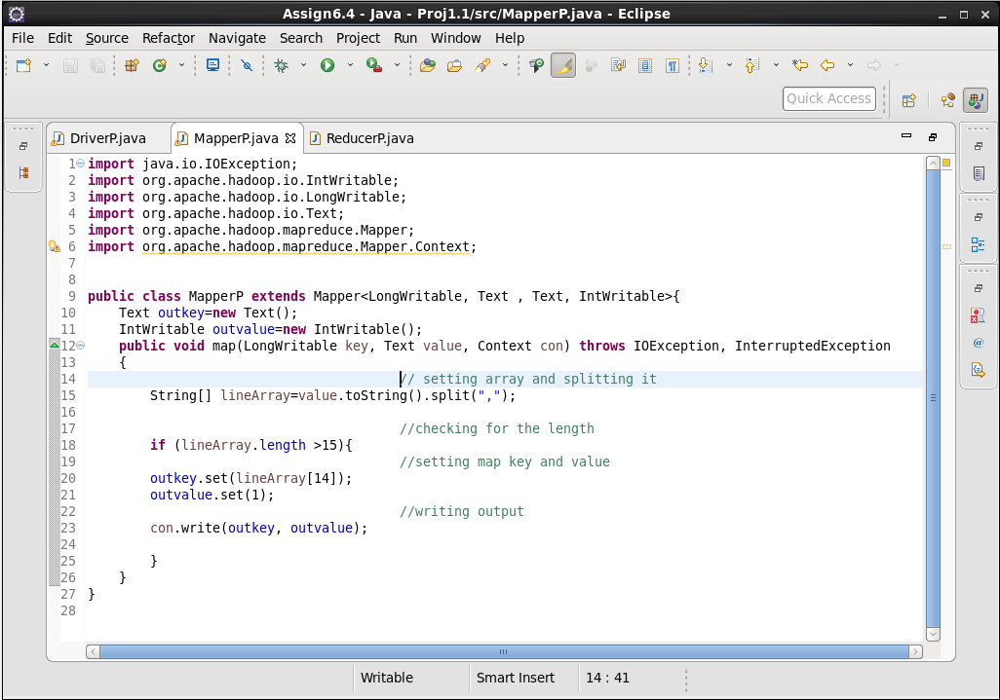 Assign6.4 - Java - Proj1.1/src/MapperP.java - Eclipse
File Edit Source Refactor Navigate Search Project Run Window Help
Quick Access
DriverP.java MapperP.java ReducerP.java
1 import java.io.IOException;
2 import org.apache.hadoop.io.IntWritable;
3 import org.apache.hadoop.io.LongWritable;
4 import org.apache.hadoop.io.Text;
5 import org.apache.hadoop.mapreduce.Mapper;
6 import org.apache.hadoop.mapreduce.Mapper.Context;
7
8
9 public class MapperP extends Mapper<LongWritable, Text , Text, IntWritable>{
10     Text outkey=new Text();
11     IntWritable outvalue=new IntWritable();
12     public void map(LongWritable key, Text value, Context con) throws IOException, InterruptedException
13     {
14                                         // setting array and splitting it
15         String[] lineArray=value.toString().split(",");
16
17                                         //checking for the length
18         if (lineArray.length >15){
19                                         //setting map key and value
20         outkey.set(lineArray[14]);
21         outvalue.set(1);
22                                         //writing output
23         con.write(outkey, outvalue);
24
25         }
26     }
27 }
28
Writable Smart Insert 14 : 41